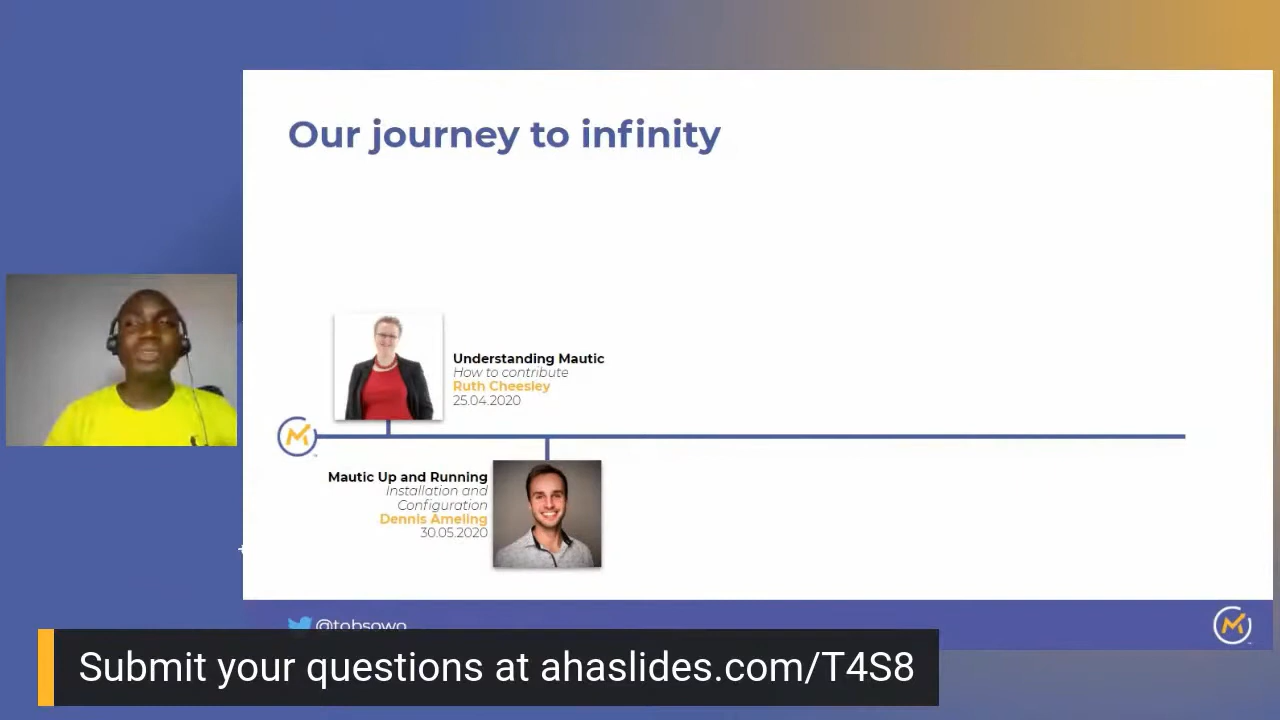 Our journey to infinity
Understanding Mautic
How to contribute
Ruth Cheesley
25.04.2020
Mautic Up and Running
Installation and
Configuration
Dennis Ameling
30.05.2020
@tobsowo
Submit your questions at ahaslides.com/T4S8